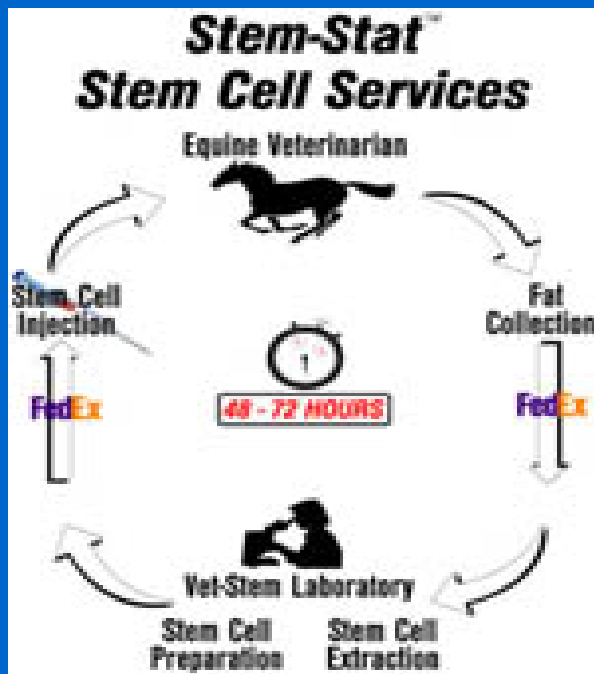 Stem-Stat™
Stem Cell Services
Equine Veterinarian
Fat
Collection
FedEx
Vet-Stem Laboratory
Stem Cell
Extraction
Stem Cell
Preparation
FedEx
Stem Cell
Injection
48 - 72 HOURS